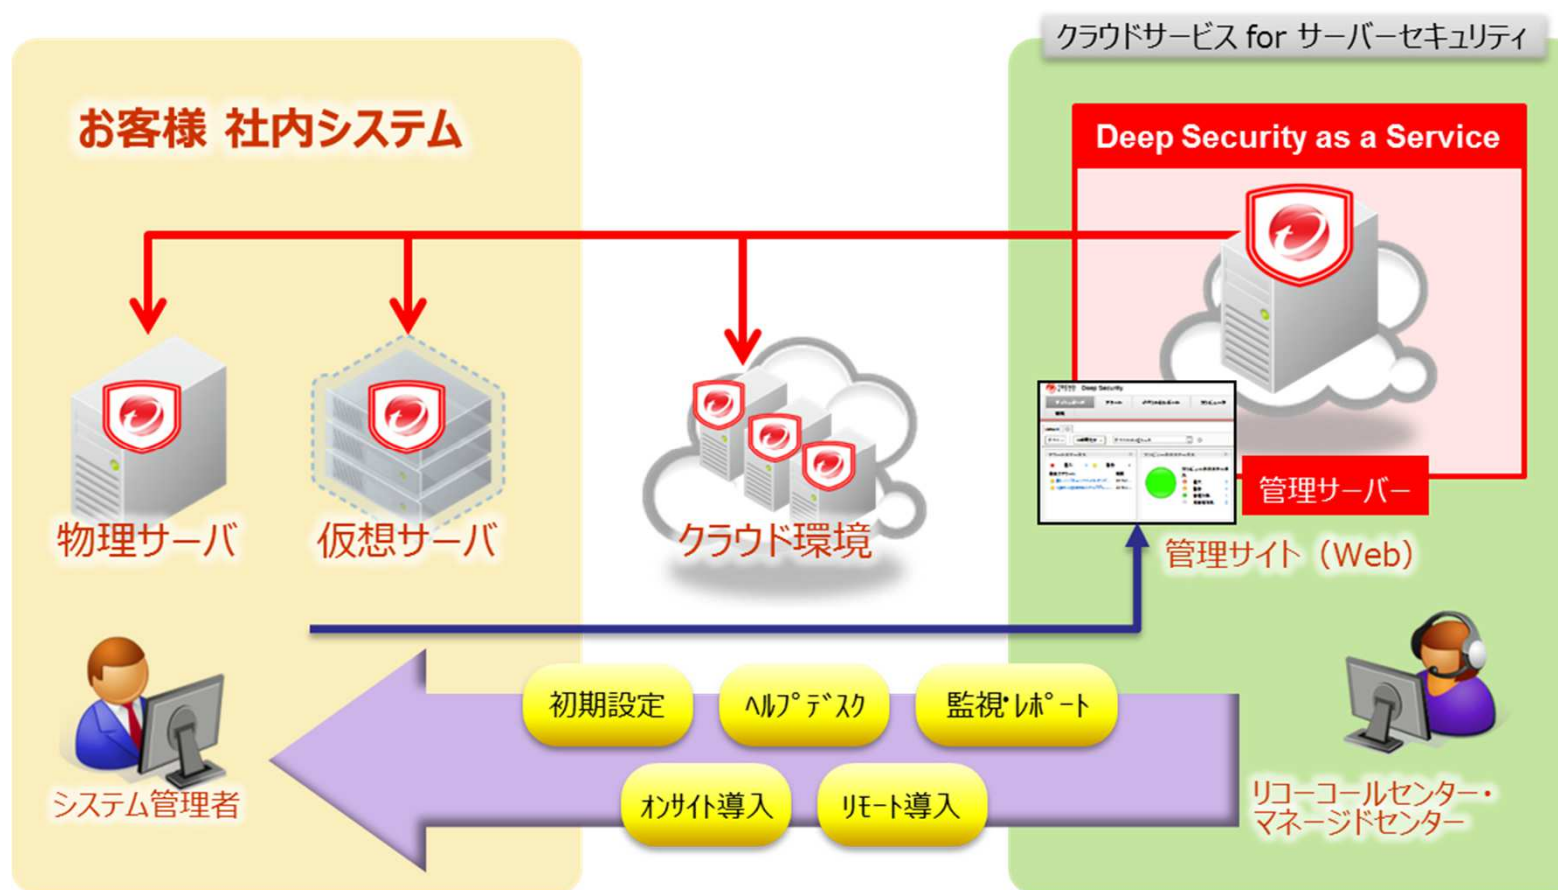 クラウドサービス for サーバーセキュリティ
お客様 社内システム
Deep Security as a Service
Deep Security
管理サーバー
物理サーバ
仮想サーバ
クラウド環境
管理サイト（Web）
初期設定
ﾍﾙﾌﾟﾃﾞｽｸ
監視･ﾚﾎﾟｰﾄ
ｵﾝｻｲﾄ導入
ﾘﾓｰﾄ導入
システム管理者
リコーコールセンター・
マネージドセンター